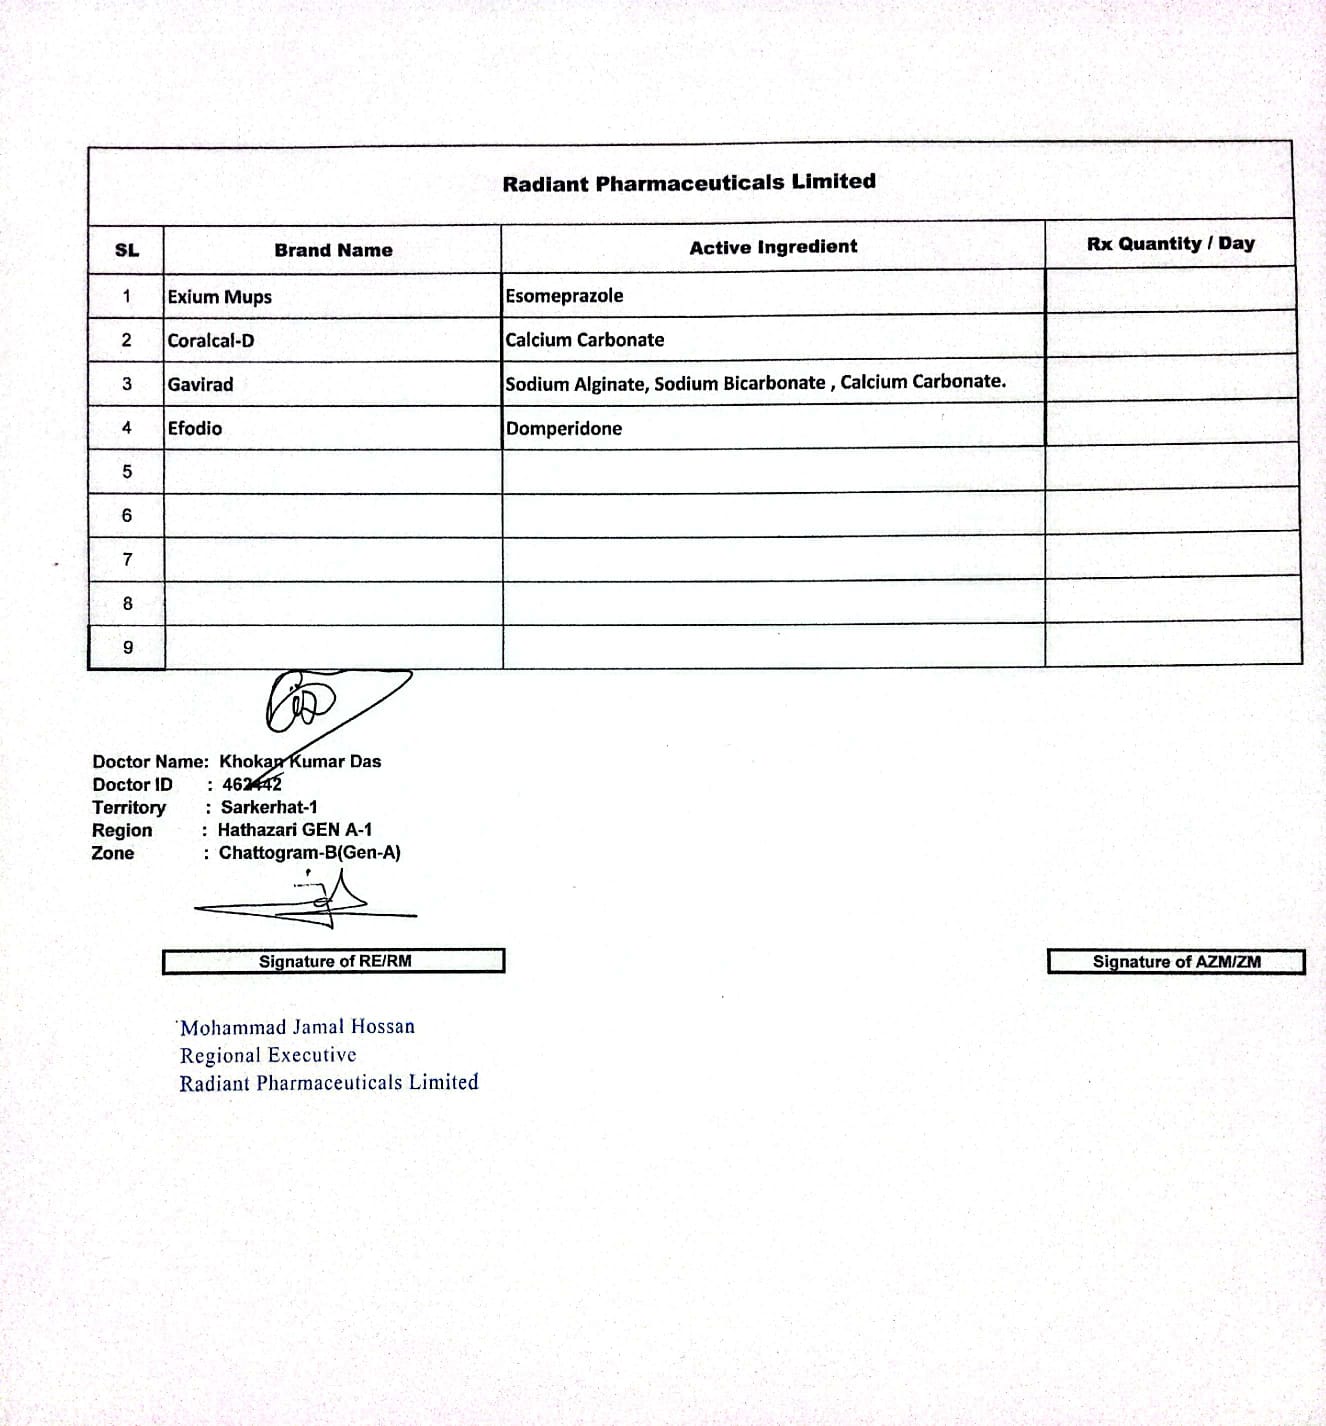 Radiant Pharmaceuticals Limited
SL Brand Name Active Ingredient Rx Quantity / Day
1 Exium Mups Esomeprazole
2 Coralcal-D Calcium Carbonate
3 Gavirad Sodium Alginate, Sodium Bicarbonate , Calcium Carbonate.
4 Efodio Domperidone
5
6
7
8
9
Doctor Name: Khokan Kumar Das
Doctor ID : 462442
Territory : Sarkerhat-1
Region : Hathazari GEN A-1
Zone : Chattogram-B(Gen-A)
Signature of RE/RM Signature of AZM/ZM
Mohammad Jamal Hossan
Regional Executive
Radiant Pharmaceuticals Limited